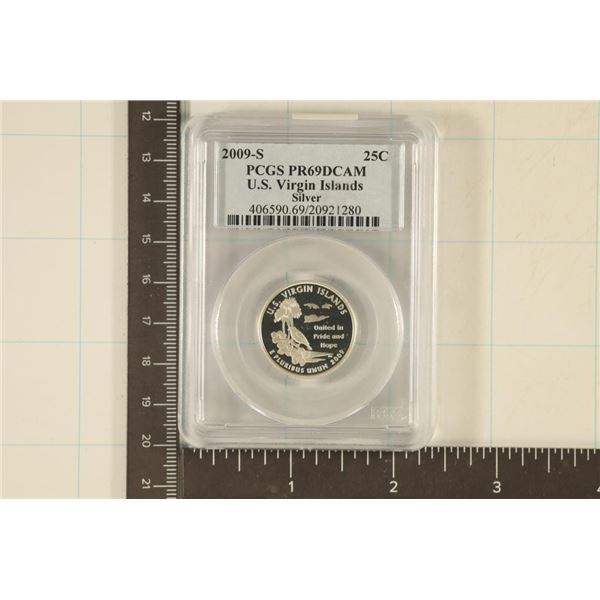 2009-S 25C
PCGS PR69DCAM
U.S. Virgin Islands
Silver
406590.69/20921280
U.S. VIRGIN ISLANDS
United in
Pride and
Hope
E PLURIBUS UNUM 2009
12
13
14
15
16
17
18
19
20
21
1 2 3 4